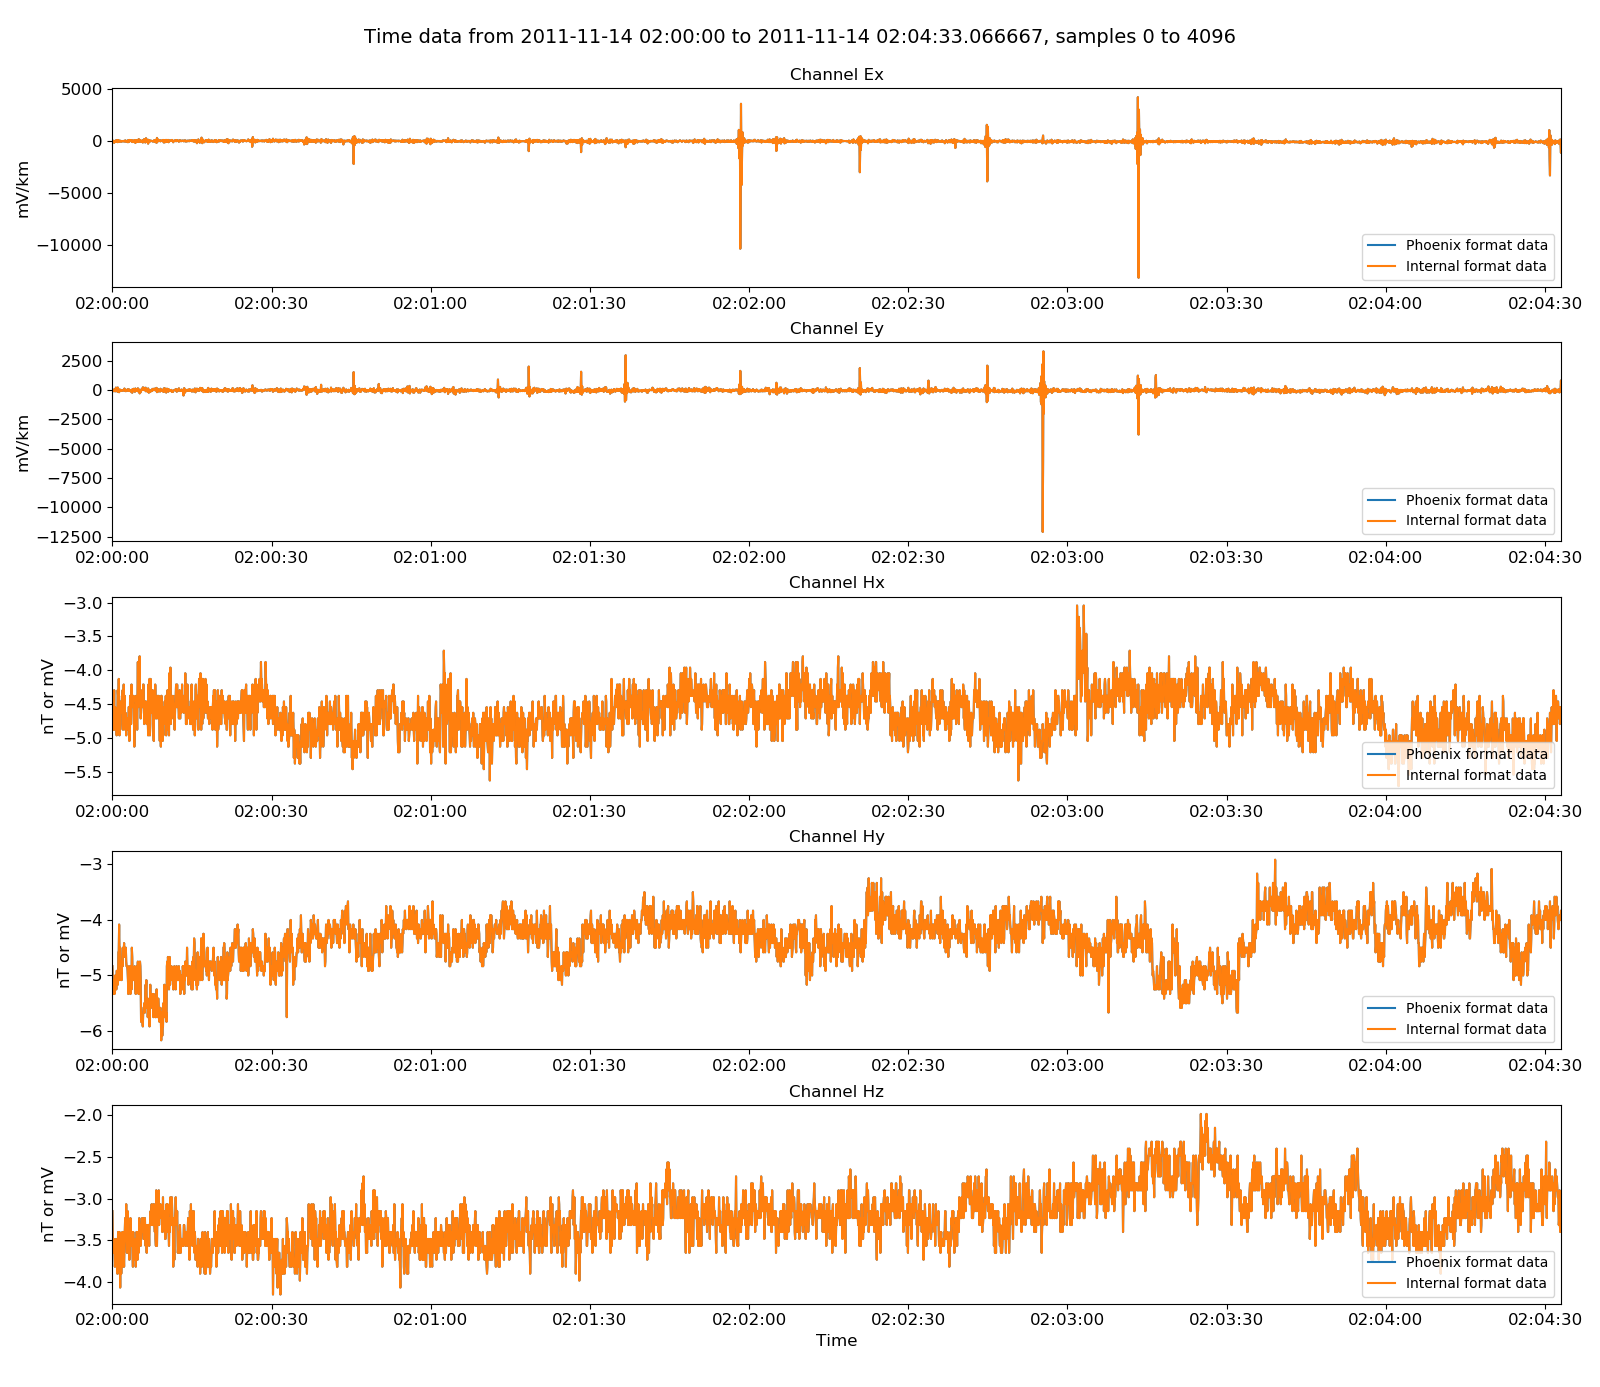 Time data from 2011-11-14 02:00:00 to 2011-11-14 02:04:33.066667, samples 0 to 4096
Channel Ex
5000
0
−5000
−10000
mV/km
Phoenix format data
Internal format data
02:00:00 02:00:30 02:01:00 02:01:30 02:02:00 02:02:30 02:03:00 02:03:30 02:04:00 02:04:30
Channel Ey
2500
0
−2500
−5000
−7500
−10000
−12500
mV/km
Phoenix format data
Internal format data
02:00:00 02:00:30 02:01:00 02:01:30 02:02:00 02:02:30 02:03:00 02:03:30 02:04:00 02:04:30
Channel Hx
−3.0
−3.5
−4.0
−4.5
−5.0
−5.5
nT or mV
Phoenix format data
Internal format data
02:00:00 02:00:30 02:01:00 02:01:30 02:02:00 02:02:30 02:03:00 02:03:30 02:04:00 02:04:30
Channel Hy
−3
−4
−5
−6
nT or mV
Phoenix format data
Internal format data
02:00:00 02:00:30 02:01:00 02:01:30 02:02:00 02:02:30 02:03:00 02:03:30 02:04:00 02:04:30
Channel Hz
−2.0
−2.5
−3.0
−3.5
−4.0
nT or mV
Phoenix format data
Internal format data
02:00:00 02:00:30 02:01:00 02:01:30 02:02:00 02:02:30 02:03:00 02:03:30 02:04:00 02:04:30
Time